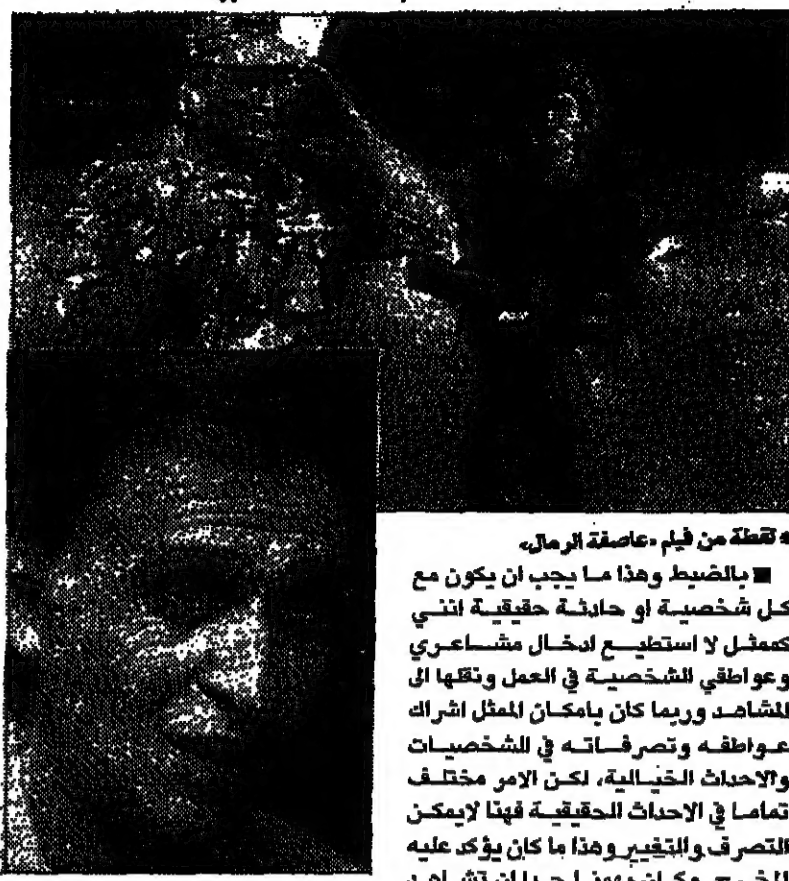 • لقطة من فيلم «عاصفة الرمال»
■ بالضبط وهذا ما يجب ان يكون مع
كل شخصية او حادثة حقيقية انني
كممثل لا استطيع ادخال مشاعري
وعواطفي الشخصية في العمل ونقلها الى
المشاهد وربما كان بامكان الممثل اشراك
عواطفه وتصرفاته في الشخصيات
والاحداث الخيالية، لكن الامر مختلف
تماما في الاحداث الحقيقية فهنا لايمكن
التصرف والتغيير وهذا ما كان يؤكد عليه